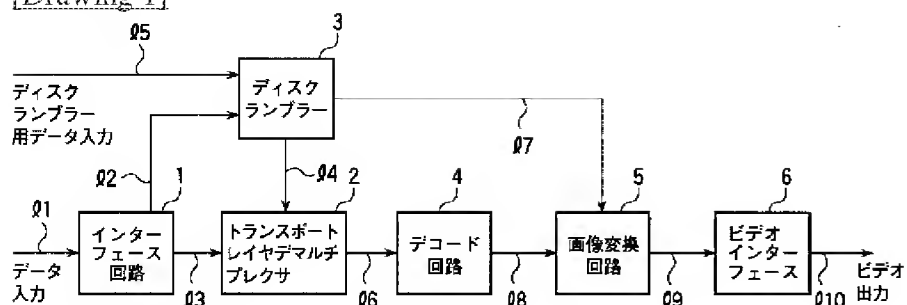 [Drawing 1]
ℓ5
3
ディスク
ランブラー
ディスク
ランブラー
用データ入力
ℓ7
ℓ2
1
ℓ4
2
4
5
6
ℓ1
インター
フェース
回路
トランスポート
レイヤデマルチ
プレクサ
デコード
回路
画像変換
回路
ビデオ
インター
フェース
データ
入力
ℓ3
ℓ6
ℓ8
ℓ9
ℓ10
ビデオ
出力